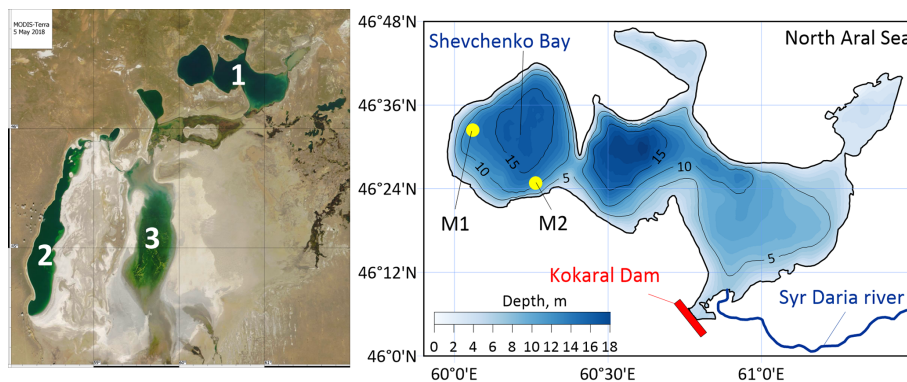 MODIS-Terra
5 May 2018
1
2
3
46°48'N
46°36'N
46°24'N
46°12'N
46°0'N
Shevchenko Bay
North Aral Sea
10
15
5
15
10
5
M1
M2
Kokaral Dam
Syr Daria river
Depth, m
0 2 4 6 8 10 12 14 16 18
60°0'E
60°30'E
61°0'E